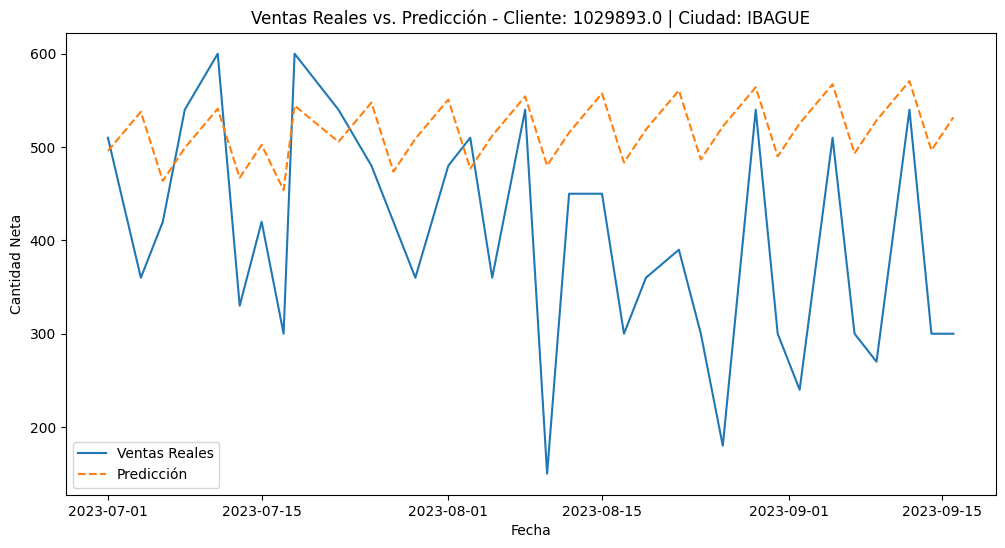 Ventas Reales vs. Predicción - Cliente: 1029893.0 | Ciudad: IBAGUE
600
500
400
300
200
Cantidad Neta
Ventas Reales
Predicción
2023-07-01 2023-07-15 2023-08-01 2023-08-15 2023-09-01 2023-09-15
Fecha